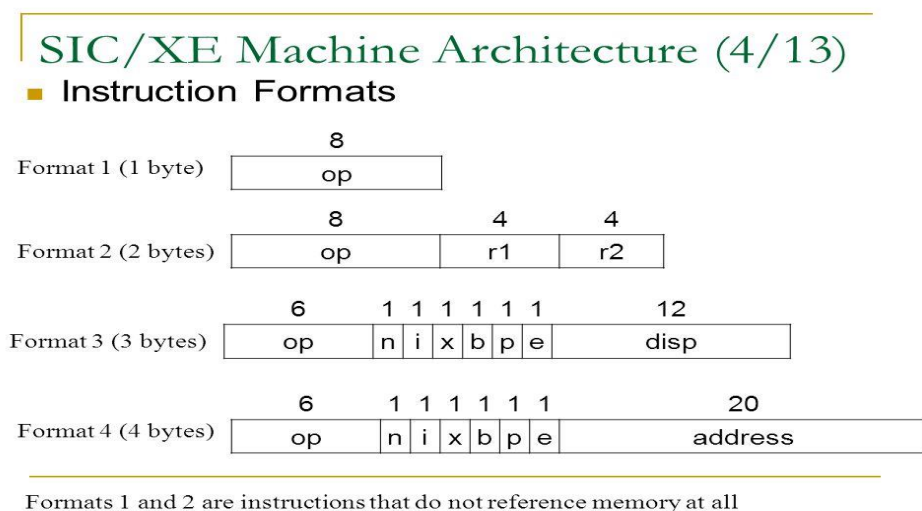 SIC/XE Machine Architecture (4/13)
Instruction Formats
8
Format 1 (1 byte) op
8 4 4
Format 2 (2 bytes) op r1 r2
6 1 1 1 1 1 1 12
Format 3 (3 bytes) op n i x b p e disp
6 1 1 1 1 1 1 20
Format 4 (4 bytes) op n i x b p e address
Formats 1 and 2 are instructions that do not reference memory at all